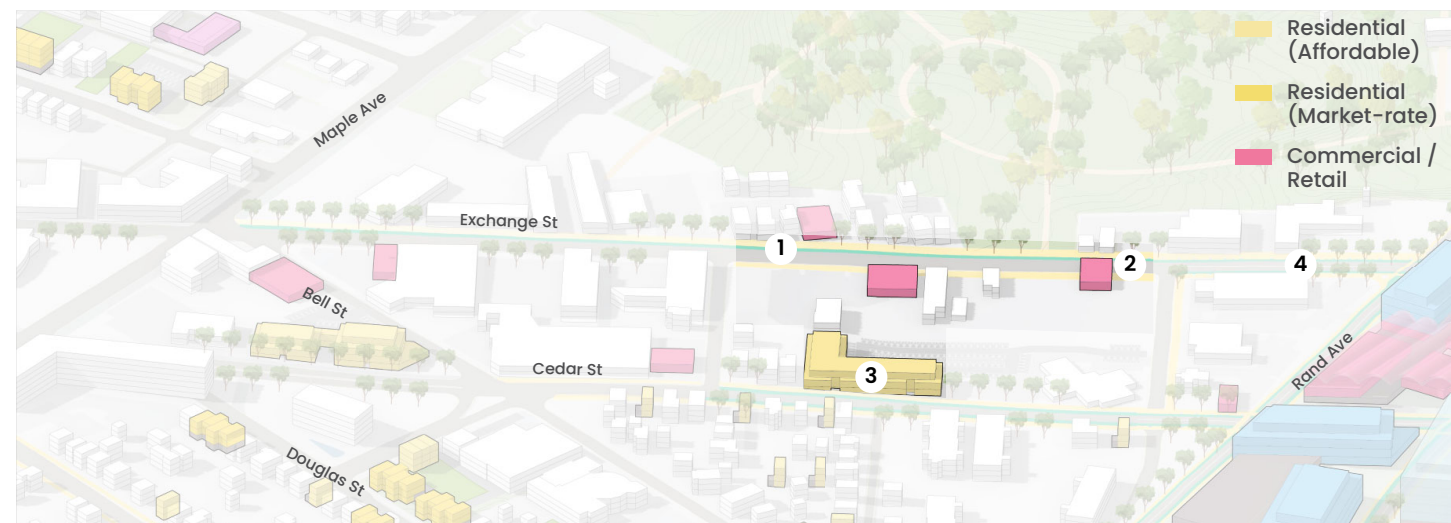 Residential
(Affordable)
Residential
(Market-rate)
Commercial /
Retail
Maple Ave
Exchange St
1
2
4
Bell St
Rand Ave
Cedar St
3
Douglas St